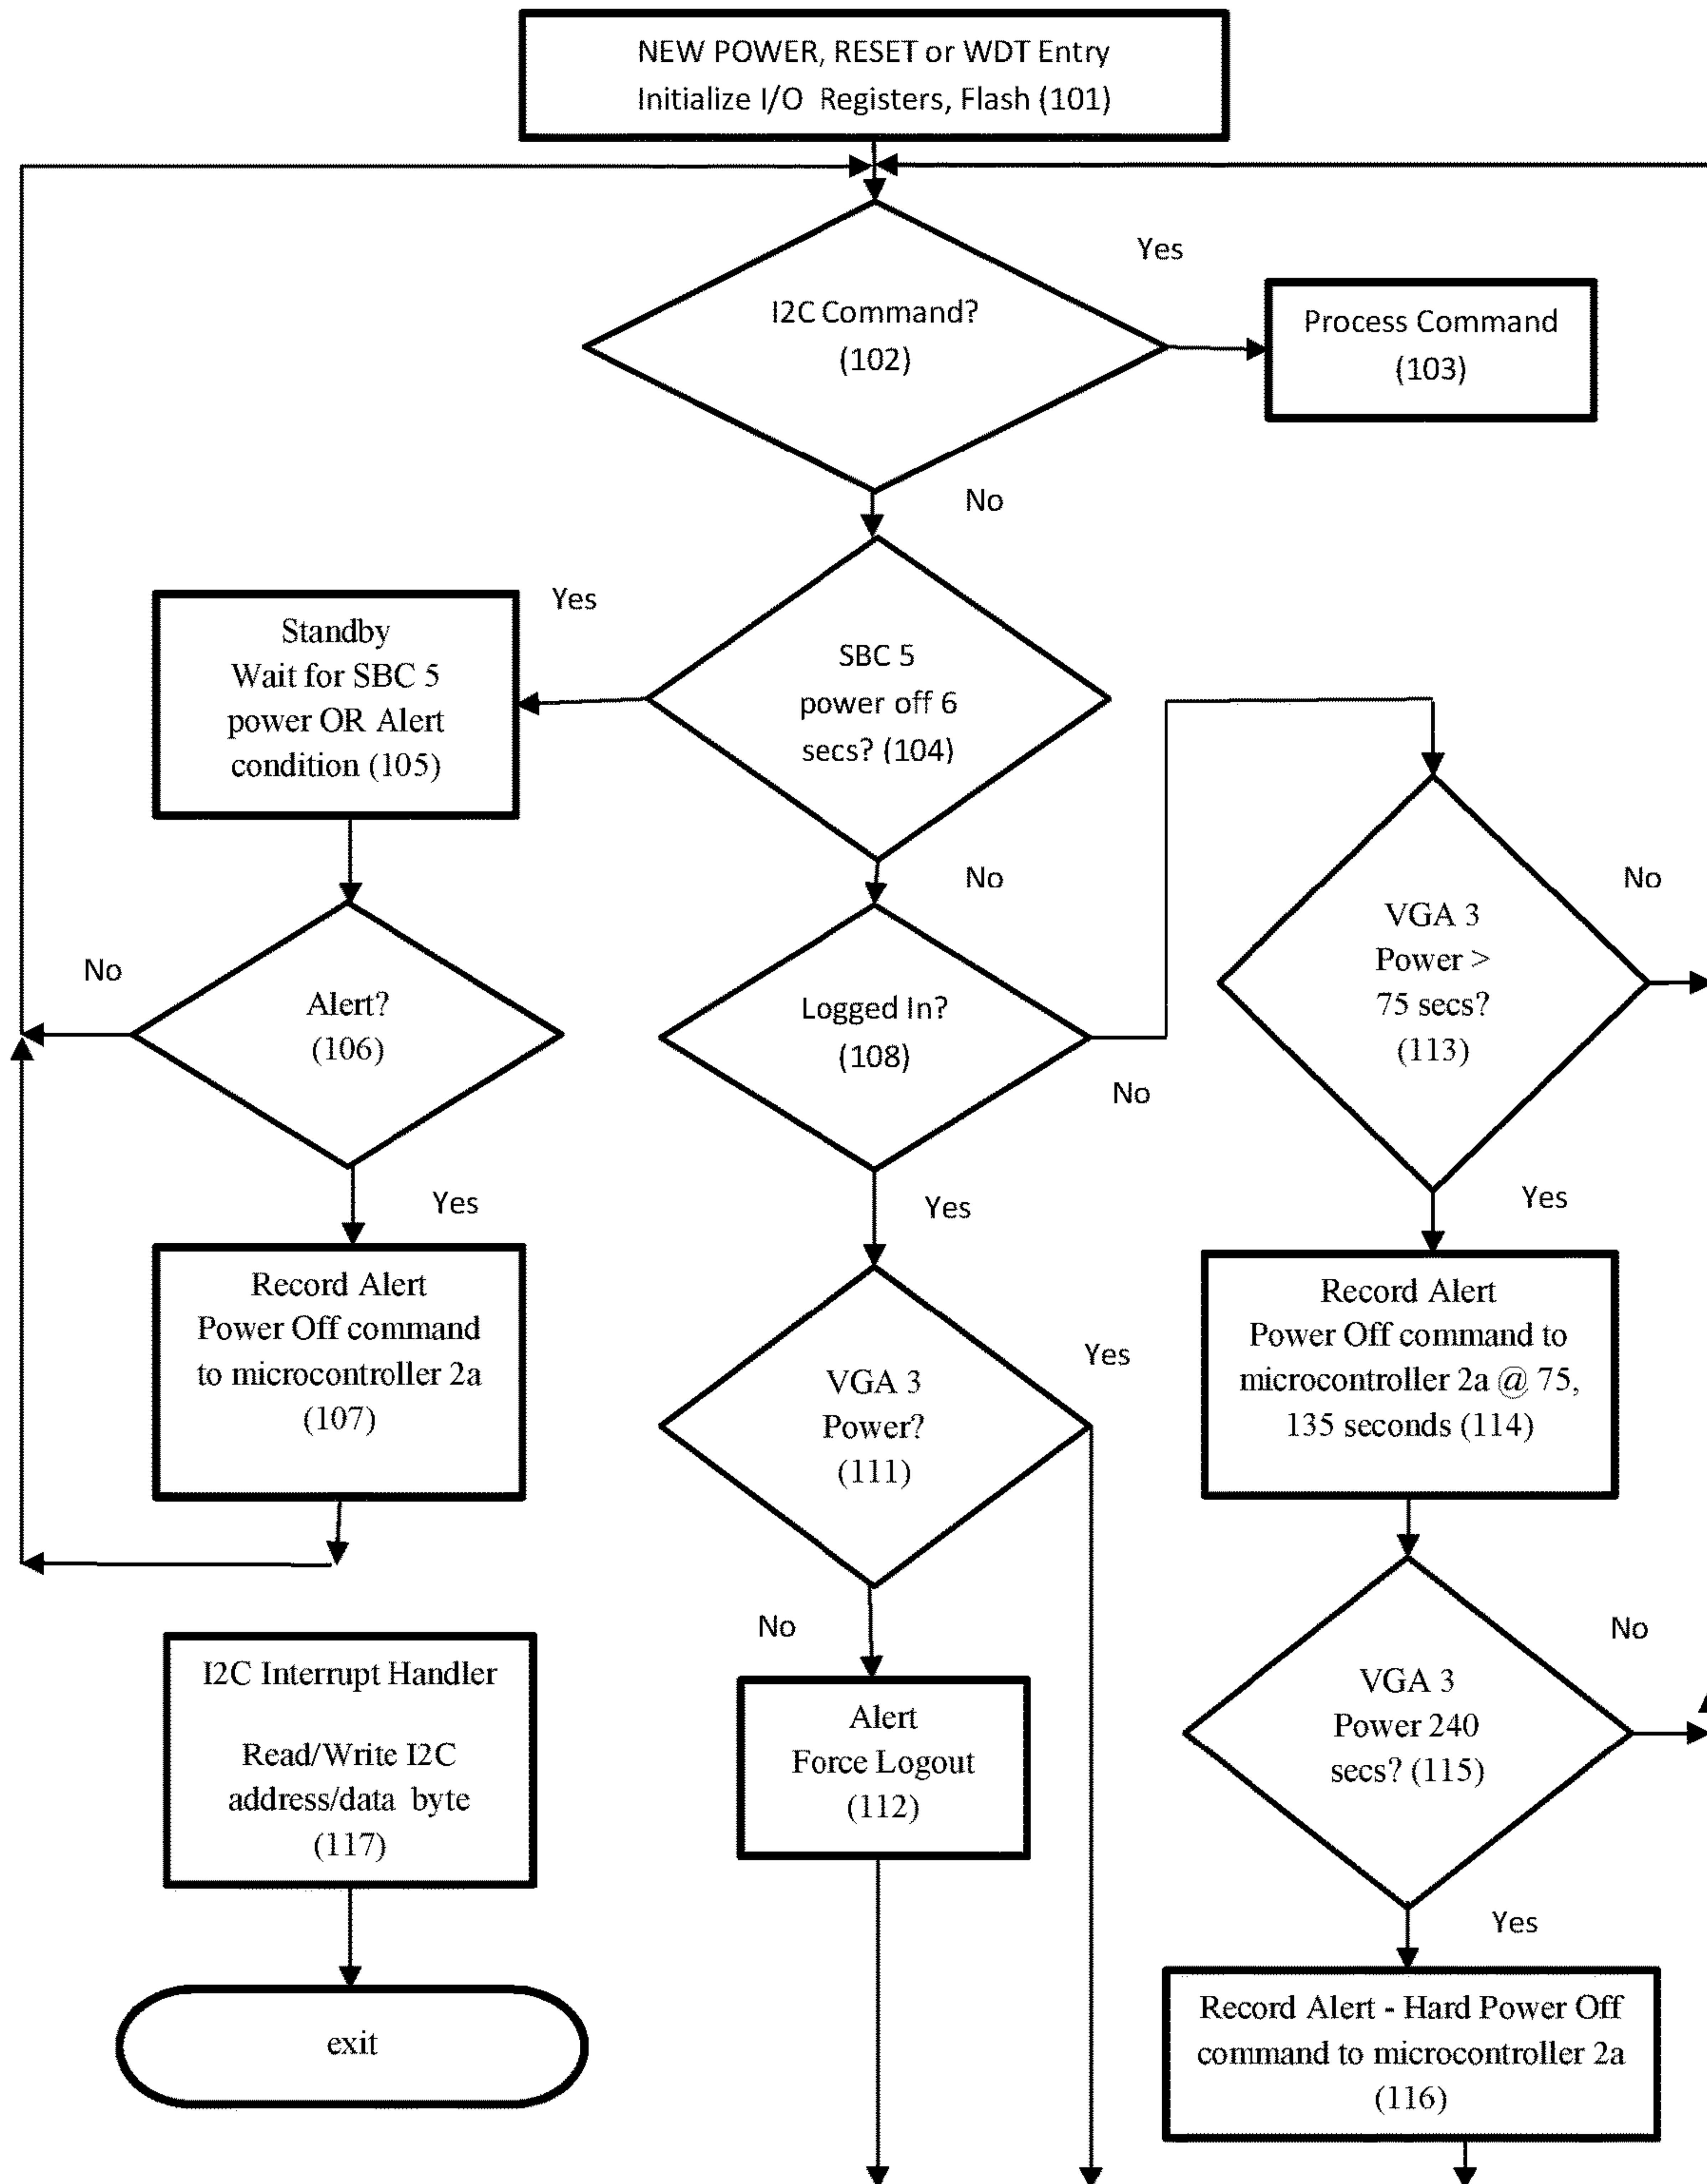 NEW POWER, RESET or WDT Entry
Initialize I/O Registers, Flash (101)
Yes
I2C Command?
(102)
Process Command
(103)
No
Yes
Standby
Wait for SBC 5
power OR Alert
condition (105)
SBC 5
power off 6
secs? (104)
No
No
VGA 3
Power >
75 secs?
(113)
No
Alert?
(106)
Logged In?
(108)
No
Yes
Yes
Yes
Record Alert
Power Off command
to microcontroller 2a
(107)
Record Alert
Power Off command to
microcontroller 2a @ 75,
135 seconds (114)
Yes
VGA 3
Power?
(111)
No
No
I2C Interrupt Handler
Read/Write I2C
address/data byte
(117)
Alert
Force Logout
(112)
VGA 3
Power 240
secs? (115)
Yes
exit
Record Alert - Hard Power Off
command to microcontroller 2a
(116)